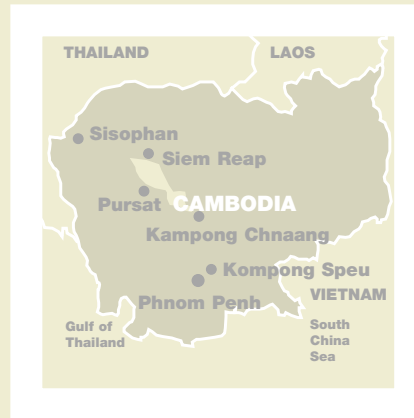 THAILAND
LAOS
Sisophan
Siem Reap
Pursat
CAMBODIA
Kampong Chnaang
Kompong Speu
Phnom Penh
VIETNAM
Gulf of
Thailand
South
China
Sea